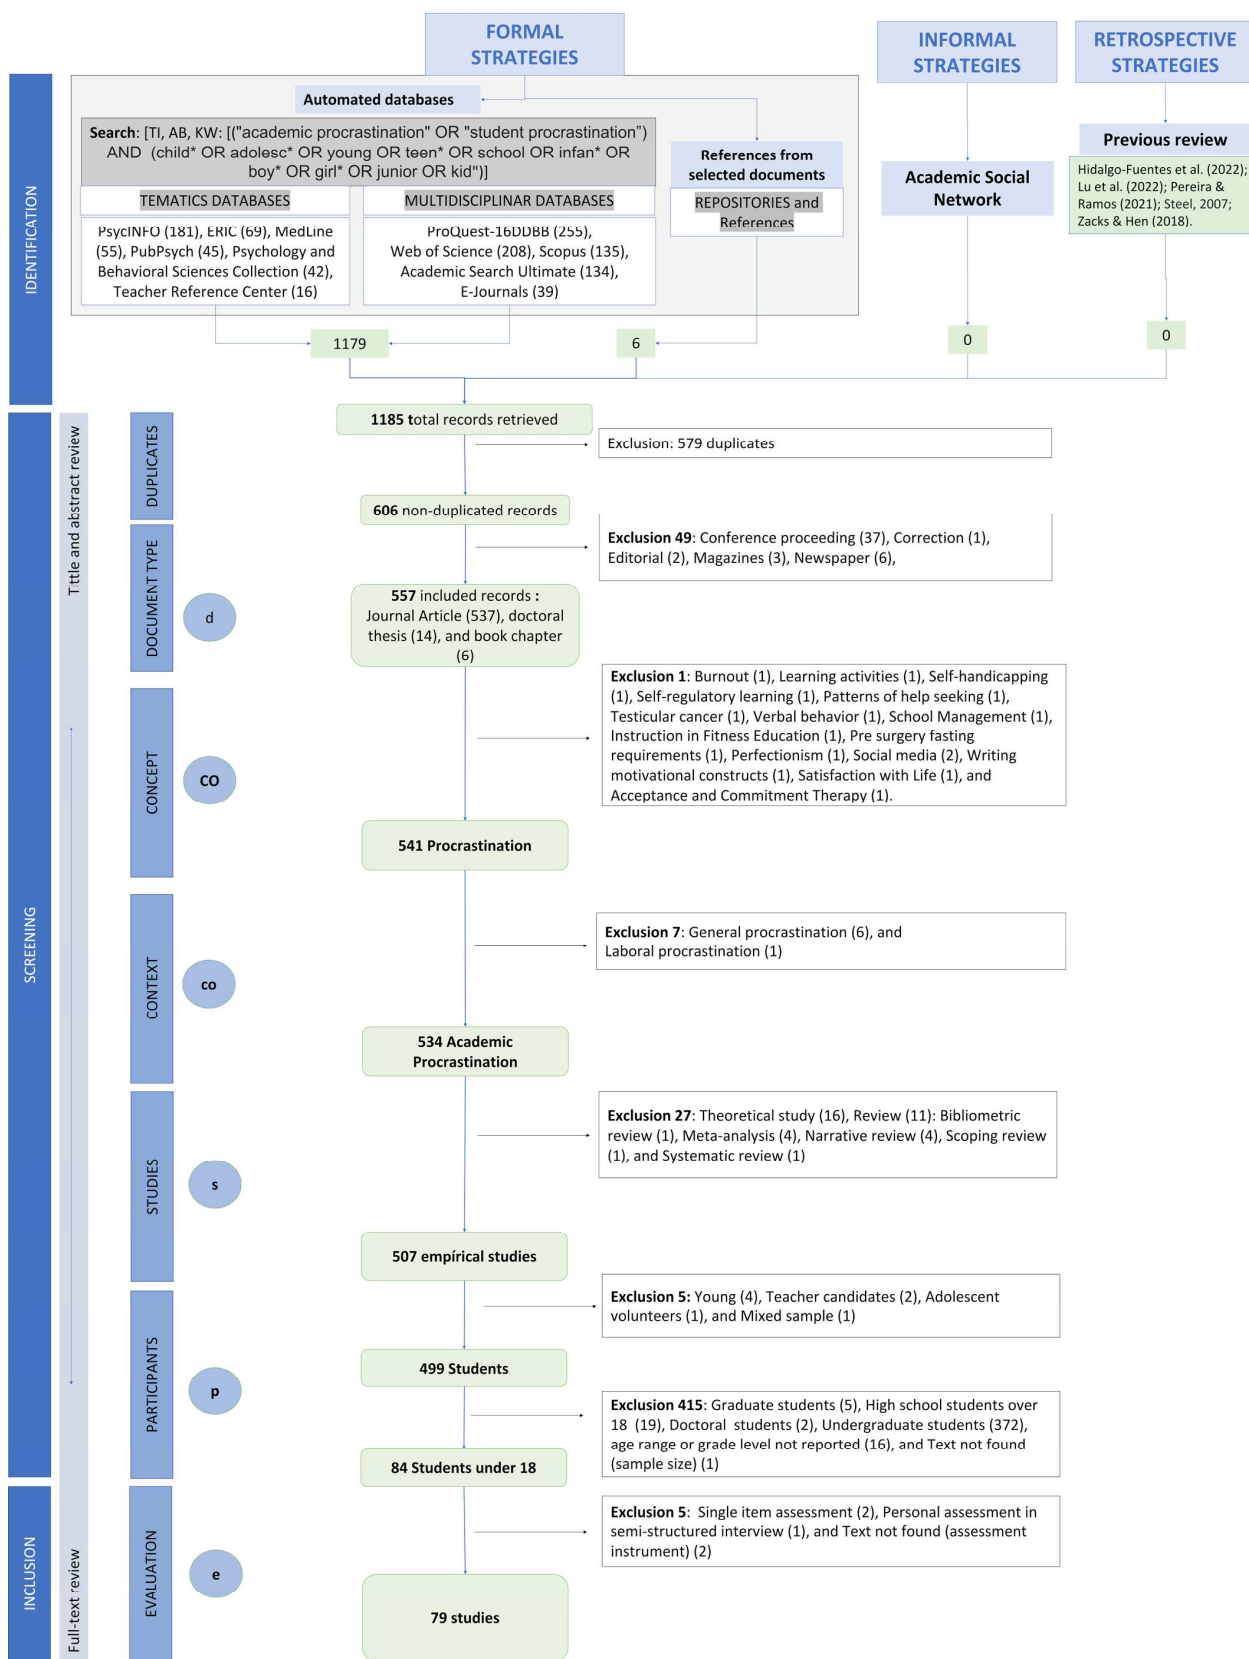 FORMAL
STRATEGIES
INFORMAL
STRATEGIES
RETROSPECTIVE
STRATEGIES
IDENTIFICATION
Automated databases
Search: [TI, AB, KW: [("academic procrastination" OR "student procrastination")
AND (child* OR adolesc* OR young OR teen* OR school OR infan* OR
boy* OR girl* OR junior OR kid")]
TEMATICS DATABASES
PsycINFO (181), ERIC (69), MedLine
(55), PubPsych (45), Psychology and
Behavioral Sciences Collection (42),
Teacher Reference Center (16)
MULTIDISCIPLINAR DATABASES
ProQuest-16DDBB (255),
Web of Science (208), Scopus (135),
Academic Search Ultimate (134),
E-Journals (39)
References from
selected documents
REPOSITORIES and
References
Academic Social
Network
Previous review
Hidalgo-Fuentes et al. (2022);
Lu et al. (2022); Pereira &
Ramos (2021); Steel, 2007;
Zacks & Hen (2018).
1179
6
0
0
SCREENING
Tittle and abstract review
DUPLICATES
1185 total records retrieved
Exclusion: 579 duplicates
606 non-duplicated records
DOCUMENT TYPE
d
Exclusion 49: Conference proceeding (37), Correction (1),
Editorial (2), Magazines (3), Newspaper (6),
557 included records :
Journal Article (537), doctoral
thesis (14), and book chapter
(6)
CONCEPT
CO
Exclusion 1: Burnout (1), Learning activities (1), Self-handicapping
(1), Self-regulatory learning (1), Patterns of help seeking (1),
Testicular cancer (1), Verbal behavior (1), School Management (1),
Instruction in Fitness Education (1), Pre surgery fasting
requirements (1), Perfectionism (1), Social media (2), Writing
motivational constructs (1), Satisfaction with Life (1), and
Acceptance and Commitment Therapy (1).
541 Procrastination
CONTEXT
co
Exclusion 7: General procrastination (6), and
Laboral procrastination (1)
534 Academic
Procrastination
STUDIES
s
Exclusion 27: Theoretical study (16), Review (11): Bibliometric
review (1), Meta-analysis (4), Narrative review (4), Scoping review
(1), and Systematic review (1)
507 empírical studies
PARTICIPANTS
p
Exclusion 5: Young (4), Teacher candidates (2), Adolescent
volunteers (1), and Mixed sample (1)
499 Students
Exclusion 415: Graduate students (5), High school students over
18 (19), Doctoral students (2), Undergraduate students (372),
age range or grade level not reported (16), and Text not found
(sample size) (1)
84 Students under 18
INCLUSION
Full-text review
EVALUATION
e
Exclusion 5: Single item assessment (2), Personal assessment in
semi-structured interview (1), and Text not found (assessment
instrument) (2)
79 studies